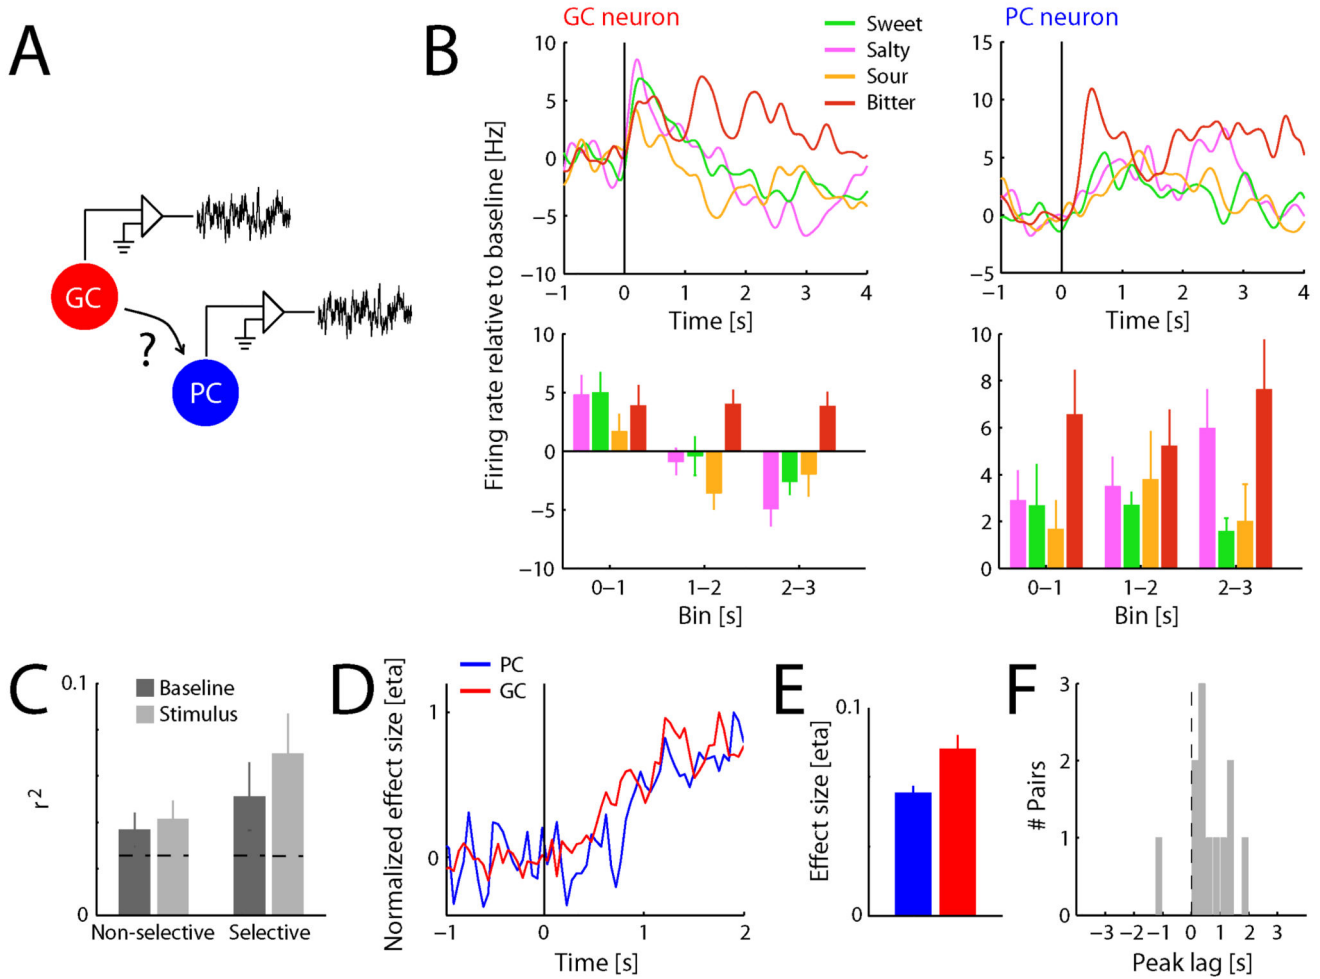 A
GC
?
PC
B
GC neuron
Sweet
Salty
Sour
Bitter
PC neuron
Firing rate relative to baseline [Hz]
10
5
0
−5
−10
−1 0 1 2 3 4
Time [s]
15
10
5
0
−5
−1 0 1 2 3 4
Time [s]
10
5
0
−5
−10
0−1 1−2 2−3
Bin [s]
10
8
6
4
2
0
0−1 1−2 2−3
Bin [s]
C
0.1
r²
0
Baseline
Stimulus
Non-selective Selective
D
Normalized effect size [eta]
PC
GC
1
0
−1 0 1 2
Time [s]
E
Effect size [eta]
0.1
0
F
# Pairs
3
2
1
0
−3 −2 −1 0 1 2 3
Peak lag [s]